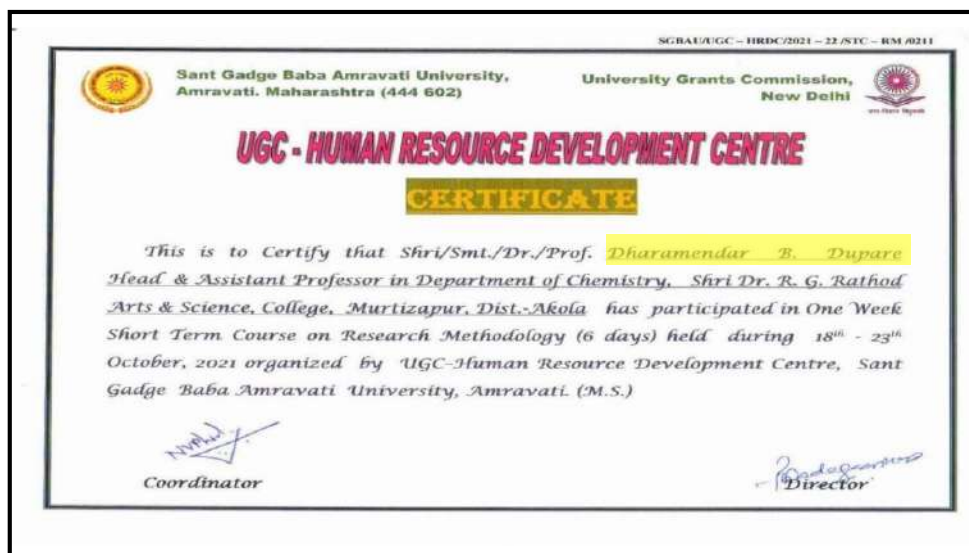 SGBAU/UGC – HRDC/2021 – 22 /STC – RM /0211
Sant Gadge Baba Amravati University,
Amravati. Maharashtra (444 602)
University Grants Commission,
New Delhi
UGC - HUMAN RESOURCE DEVELOPMENT CENTRE
CERTIFICATE
This is to Certify that Shri/Smt./Dr./Prof. Dharamendar B. Dupare
Head & Assistant Professor in Department of Chemistry, Shri Dr. R. G. Rathod
Arts & Science, College, Murtizapur, Dist.-Akola has participated in One Week
Short Term Course on Research Methodology (6 days) held during 18th - 23th
October, 2021 organized by UGC-Human Resource Development Centre, Sant
Gadge Baba Amravati University, Amravati. (M.S.)
Coordinator
Director